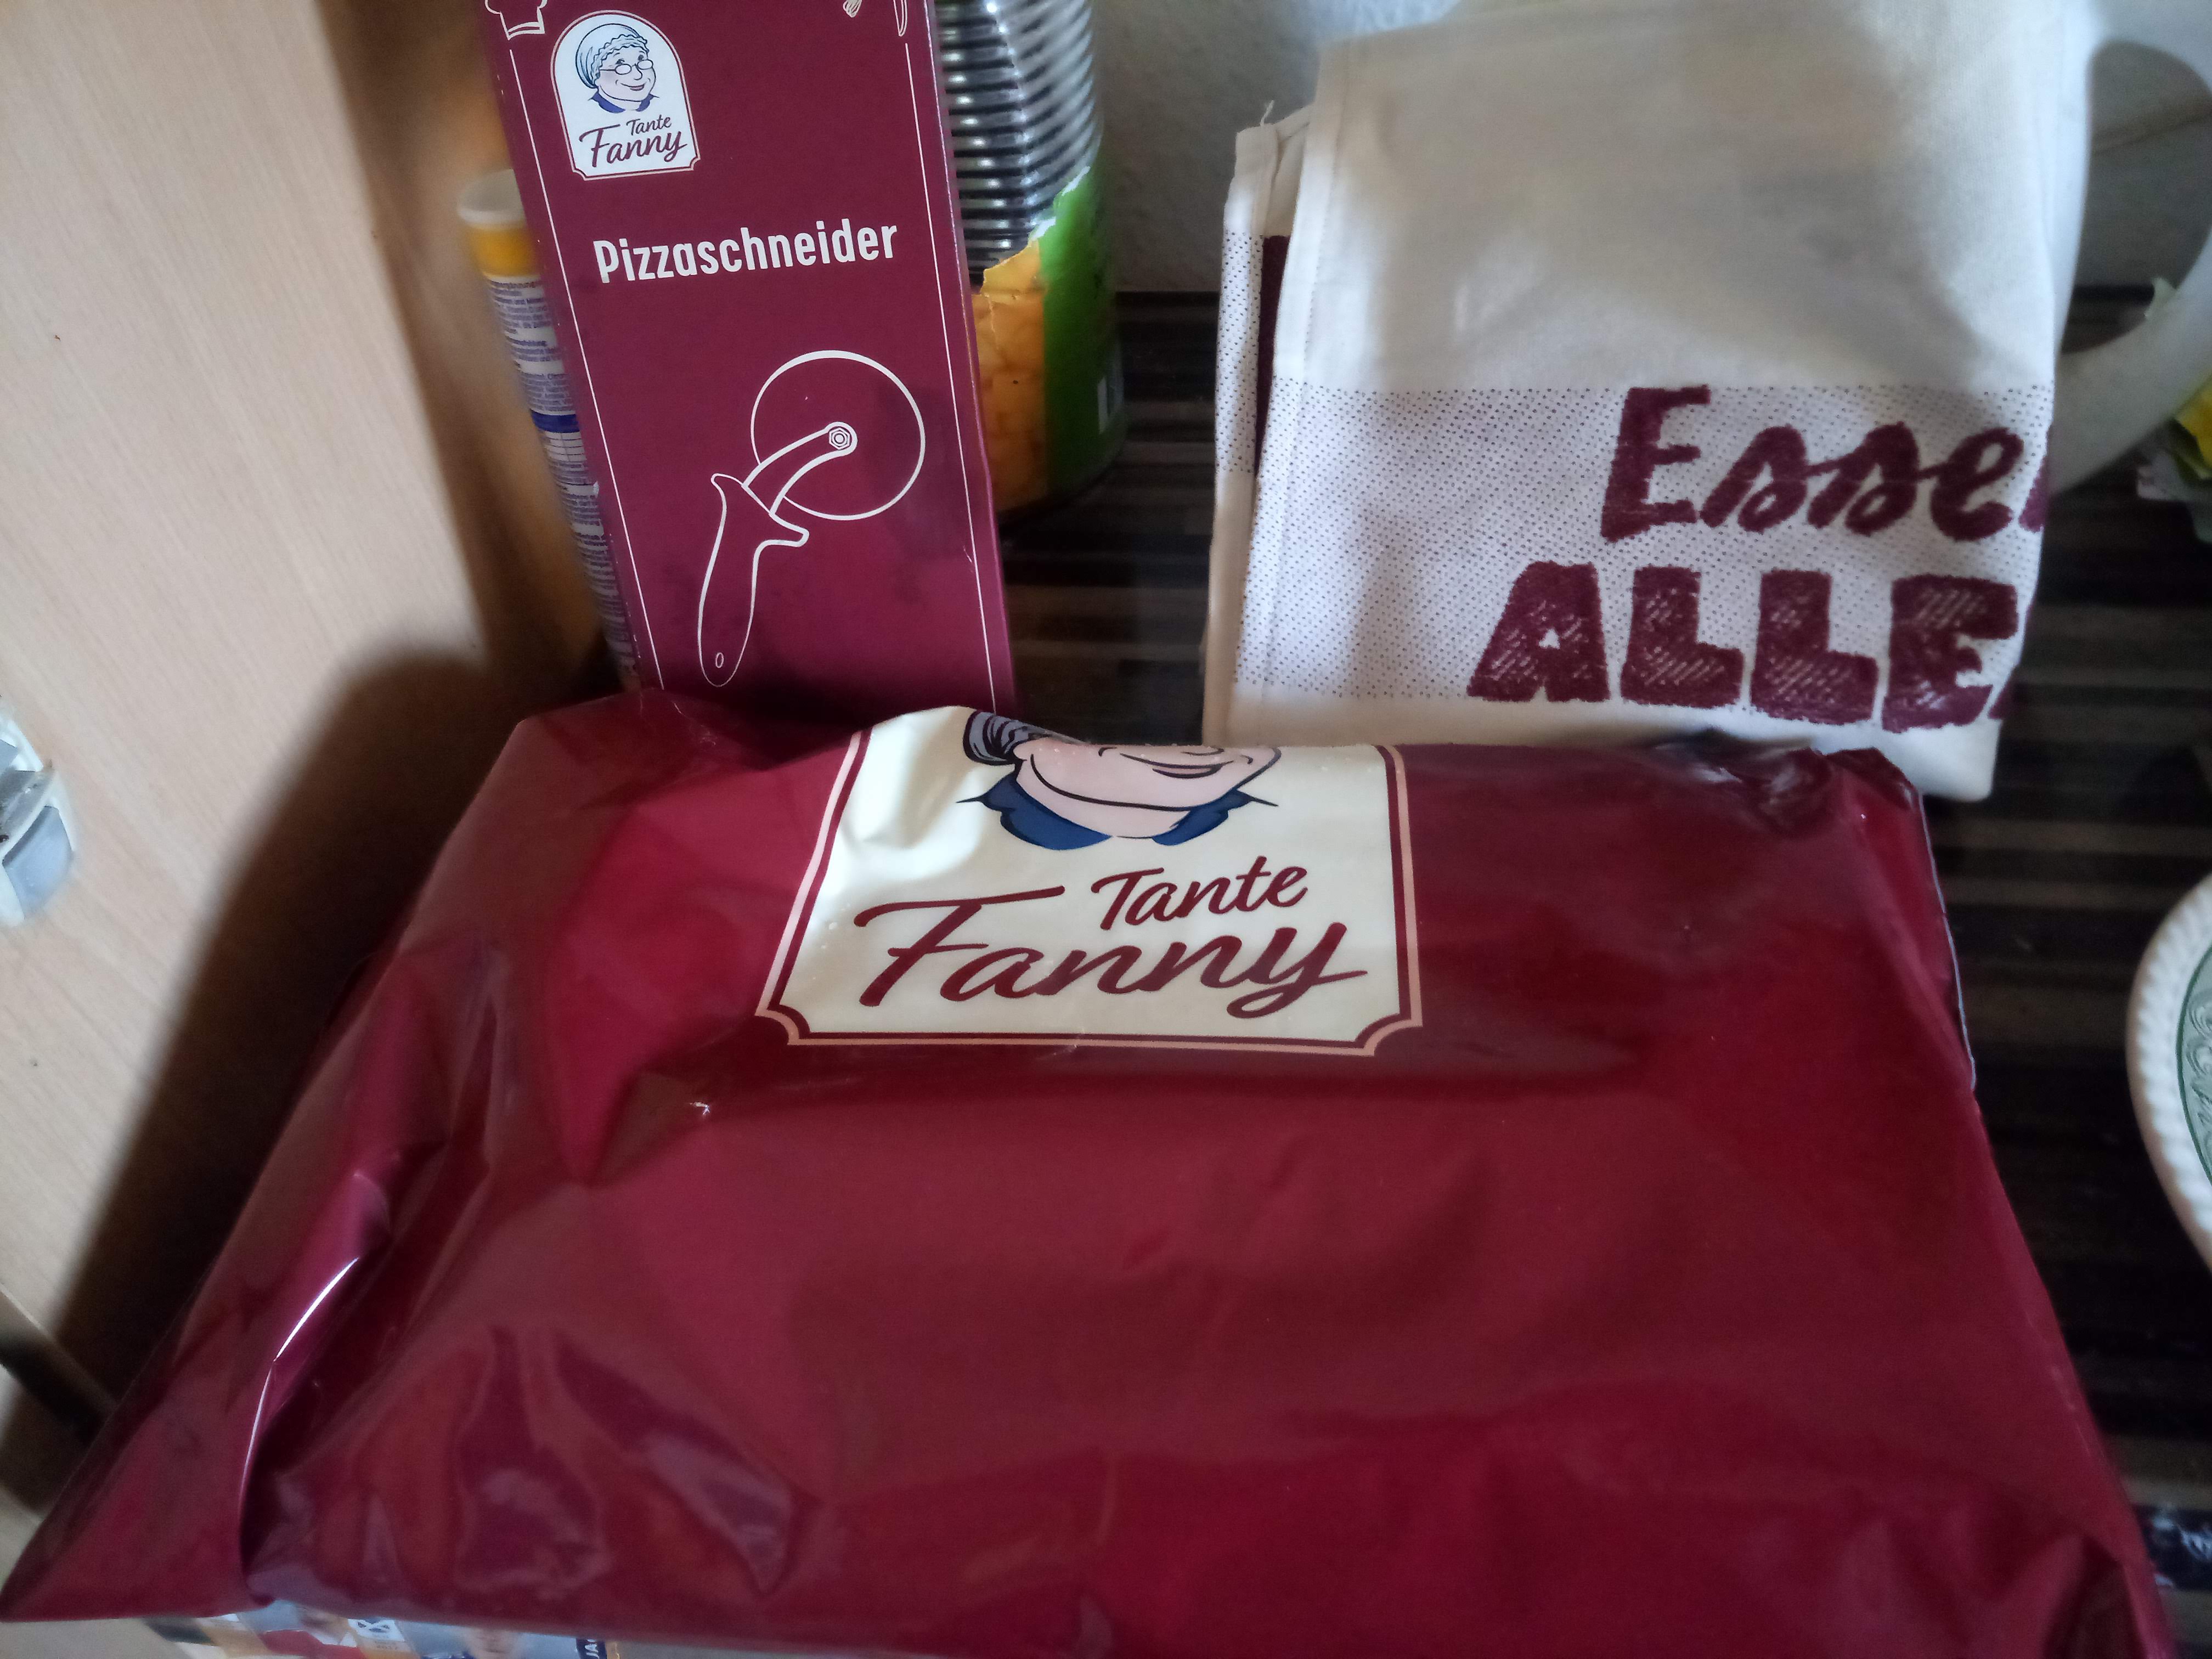 Tante
Fanny
Pizzaschneider
Esse
ALLE
Tante
Fanny